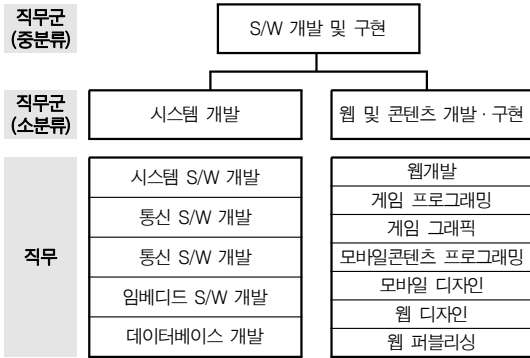 직무군
(중분류)
S/W 개발 및 구현
직무군
(소분류)
시스템 개발
웹 및 콘텐츠 개발·구현
직무
시스템 S/W 개발
통신 S/W 개발
통신 S/W 개발
임베디드 S/W 개발
데이터베이스 개발
웹개발
게임 프로그래밍
게임 그래픽
모바일콘텐츠 프로그래밍
모바일 디자인
웹 디자인
웹 퍼블리싱